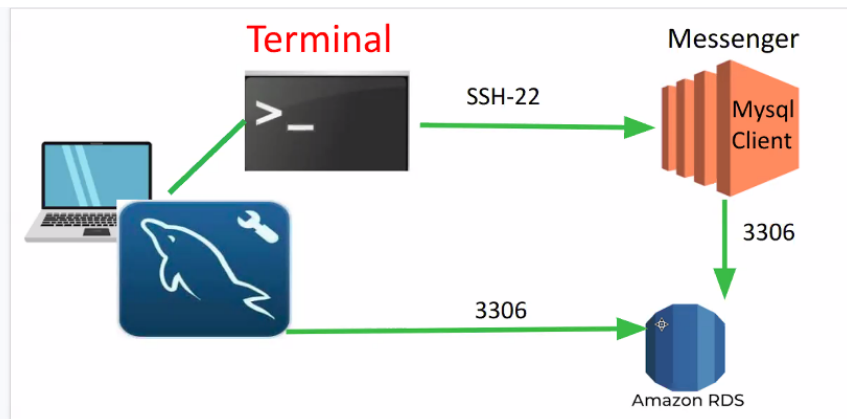 Terminal
Messenger
>_
SSH-22
Mysql
Client
3306
3306
Amazon RDS